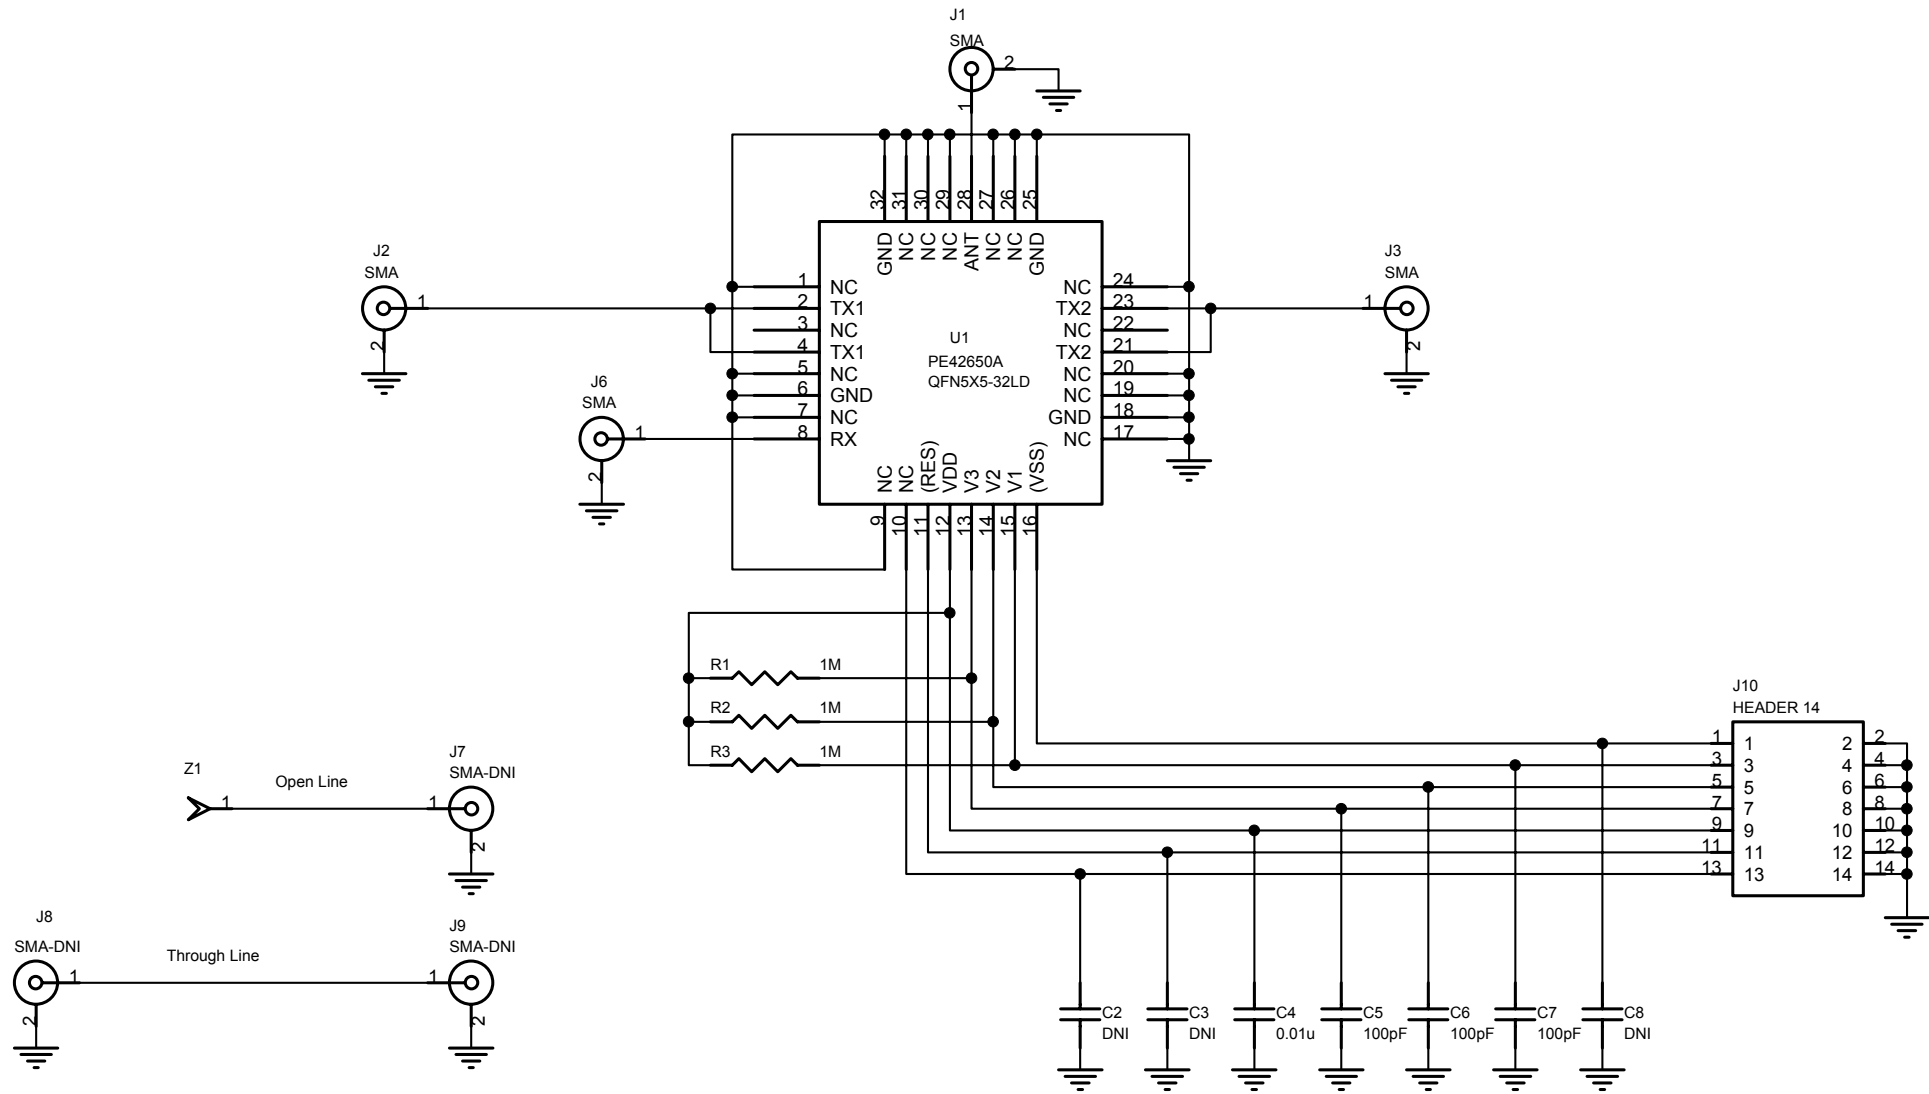 J1
SMA
2
1
32 31 30 29 28 27 26 25
GND NC NC NC ANT NC NC GND
J2
SMA
1
2
J3
SMA
1
2
1 NC
2 TX1
3 NC
4 TX1
5 NC
6 GND
7 NC
8 RX
U1
PE42650A
QFN5X5-32LD
NC 24
TX2 23
NC 22
TX2 21
NC 20
NC 19
GND 18
NC 17
J6
SMA
1
2
NC NC (RES) VDD V3 V2 V1 (VSS)
9 10 11 12 13 14 15 16
R1 1M
R2 1M
R3 1M
J10
HEADER 14
1 1 2 2
3 3 4 4
5 5 6 6
7 7 8 8
9 9 10 10
11 11 12 12
13 13 14 14
Z1
1
Open Line
J7
SMA-DNI
1
2
J8
SMA-DNI
1
2
Through Line
J9
SMA-DNI
1
2
C2
DNI
C3
DNI
C4
0.01u
C5
100pF
C6
100pF
C7
100pF
C8
DNI